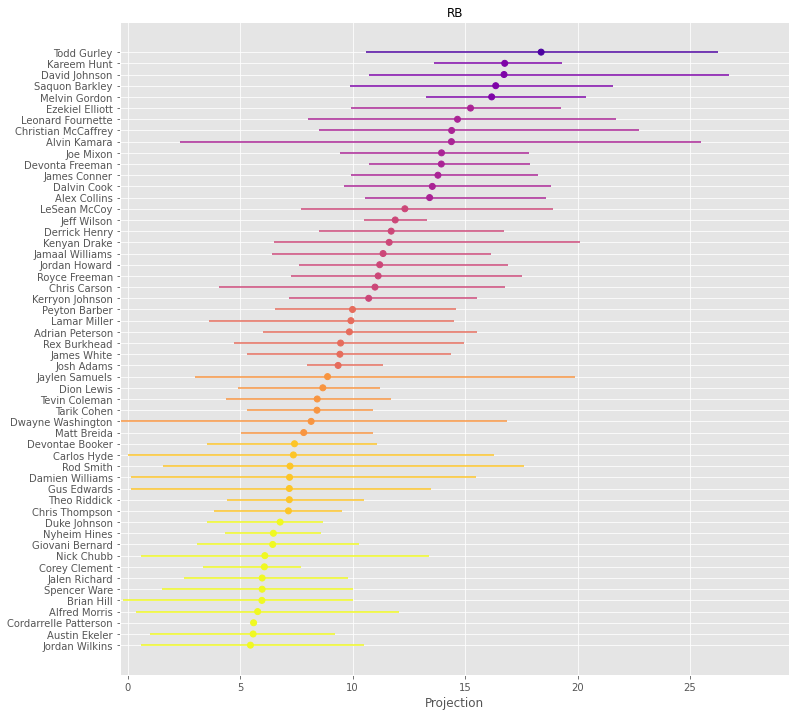 RB
Todd Gurley
Kareem Hunt
David Johnson
Saquon Barkley
Melvin Gordon
Ezekiel Elliott
Leonard Fournette
Christian McCaffrey
Alvin Kamara
Joe Mixon
Devonta Freeman
James Conner
Dalvin Cook
Alex Collins
LeSean McCoy
Jeff Wilson
Derrick Henry
Kenyan Drake
Jamaal Williams
Jordan Howard
Royce Freeman
Chris Carson
Kerryon Johnson
Peyton Barber
Lamar Miller
Adrian Peterson
Rex Burkhead
James White
Josh Adams
Jaylen Samuels
Dion Lewis
Tevin Coleman
Tarik Cohen
Dwayne Washington
Matt Breida
Devontae Booker
Carlos Hyde
Rod Smith
Damien Williams
Gus Edwards
Theo Riddick
Chris Thompson
Duke Johnson
Nyheim Hines
Giovani Bernard
Nick Chubb
Corey Clement
Jalen Richard
Spencer Ware
Brian Hill
Alfred Morris
Cordarrelle Patterson
Austin Ekeler
Jordan Wilkins
0 5 10 15 20 25
Projection